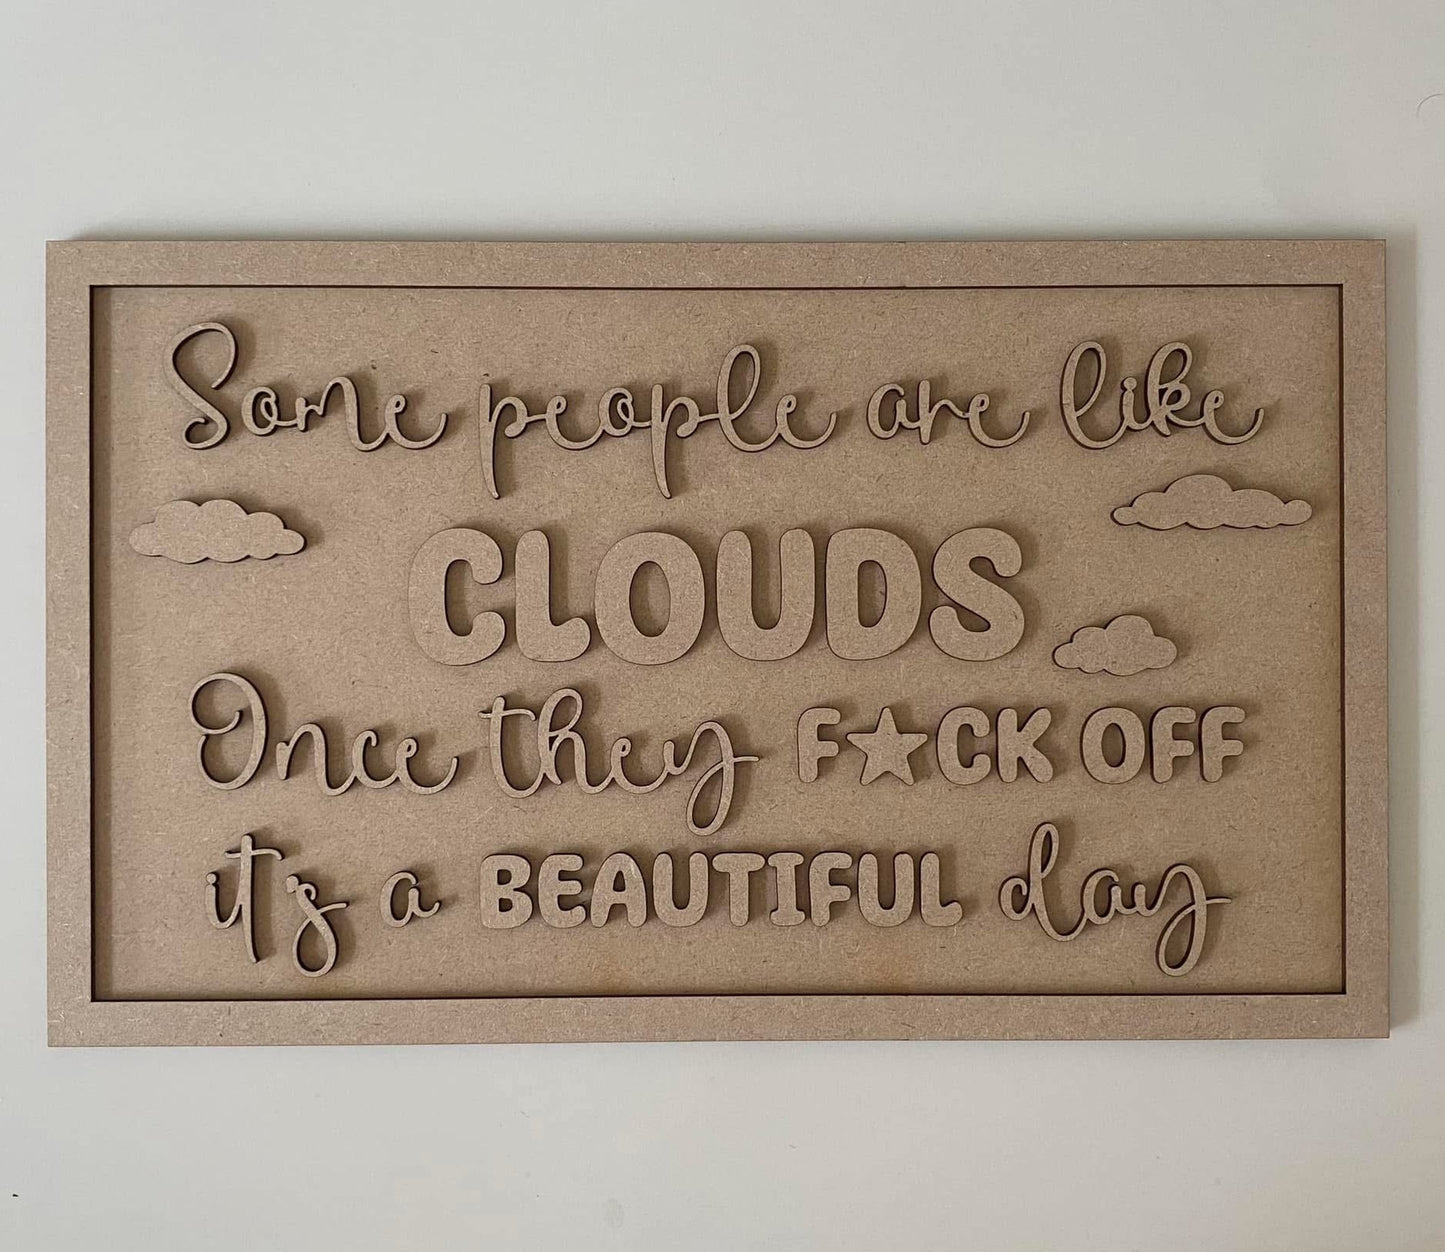 Some people are like
CLOUDS
Once they F★CK OFF
it's a BEAUTIFUL day